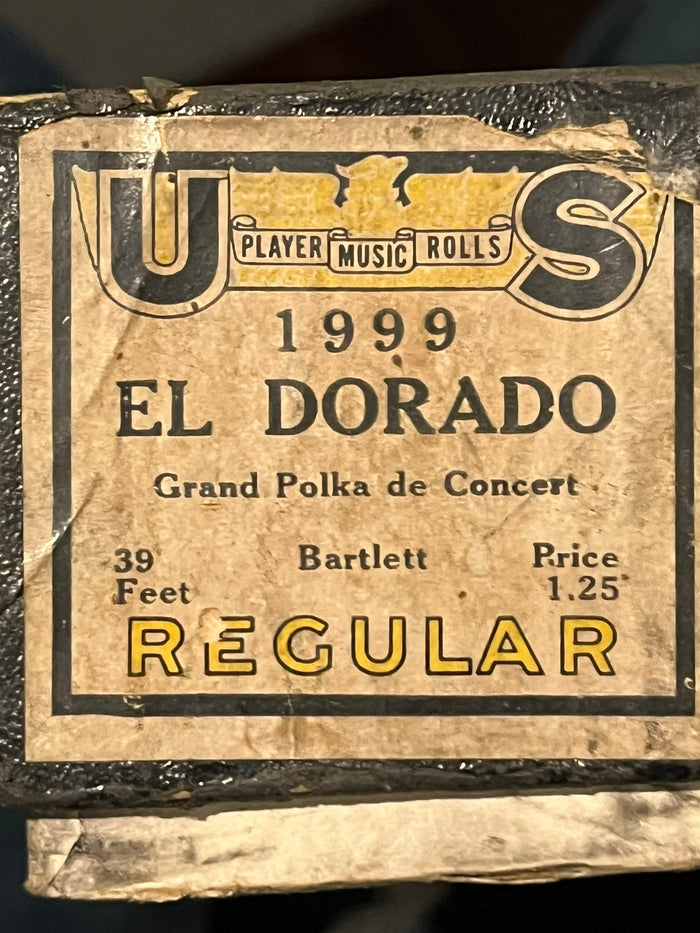 U PLAYER MUSIC ROLLS S
1999
EL DORADO
Grand Polka de Concert
39 Bartlett Price
Feet 1.25
REGULAR